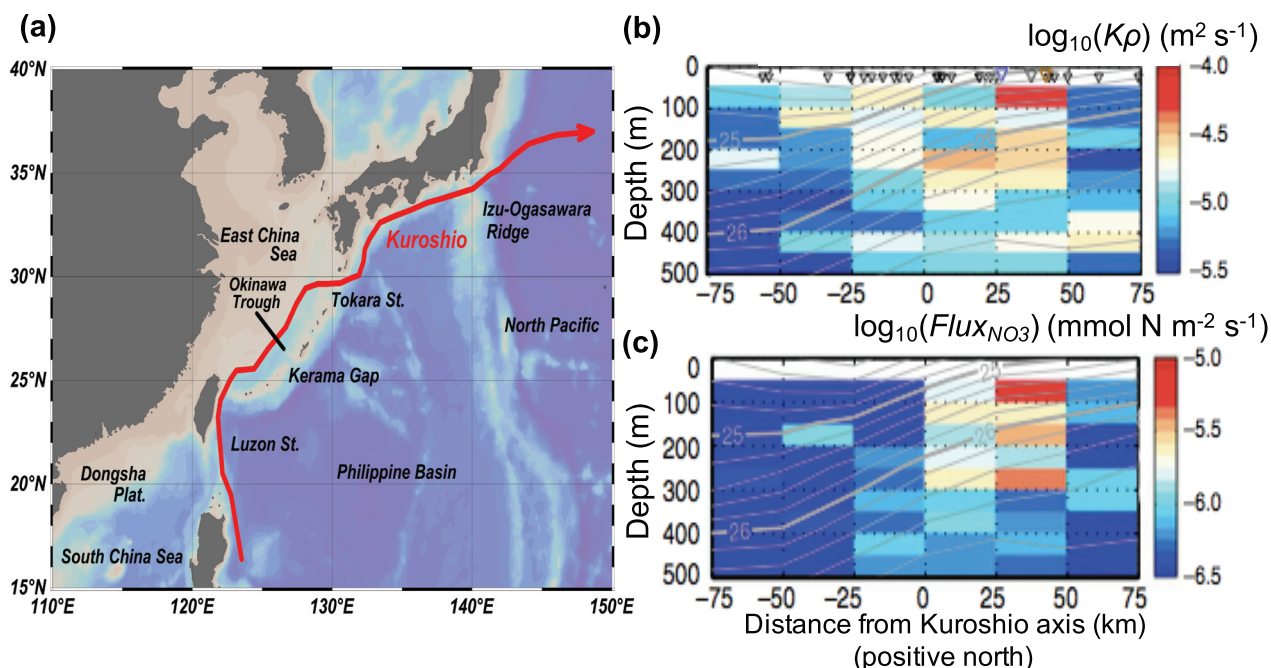 (a)
40°N
35°N
30°N
25°N
20°N
15°N
110°E
120°E
130°E
140°E
150°E
East China
Sea
Okinawa
Trough
Kuroshio
Izu-Ogasawara
Ridge
Tokara St.
North Pacific
Kerama Gap
Luzon St.
Philippine Basin
Dongsha
Plat.
South China Sea
(b)
log10(Kρ) (m2 s-1)
Depth (m)
0
100
200
300
400
500
25
26
26
−75
−50
−25
0
25
50
75
−4.0
−4.5
−5.0
−5.5
(c)
log10(FluxNO3) (mmol N m-2 s-1)
Depth (m)
0
100
200
300
400
500
25
25
26
26
−75
−50
−25
0
25
50
75
−5.0
−5.5
−6.0
−6.5
Distance from Kuroshio axis (km)
(positive north)